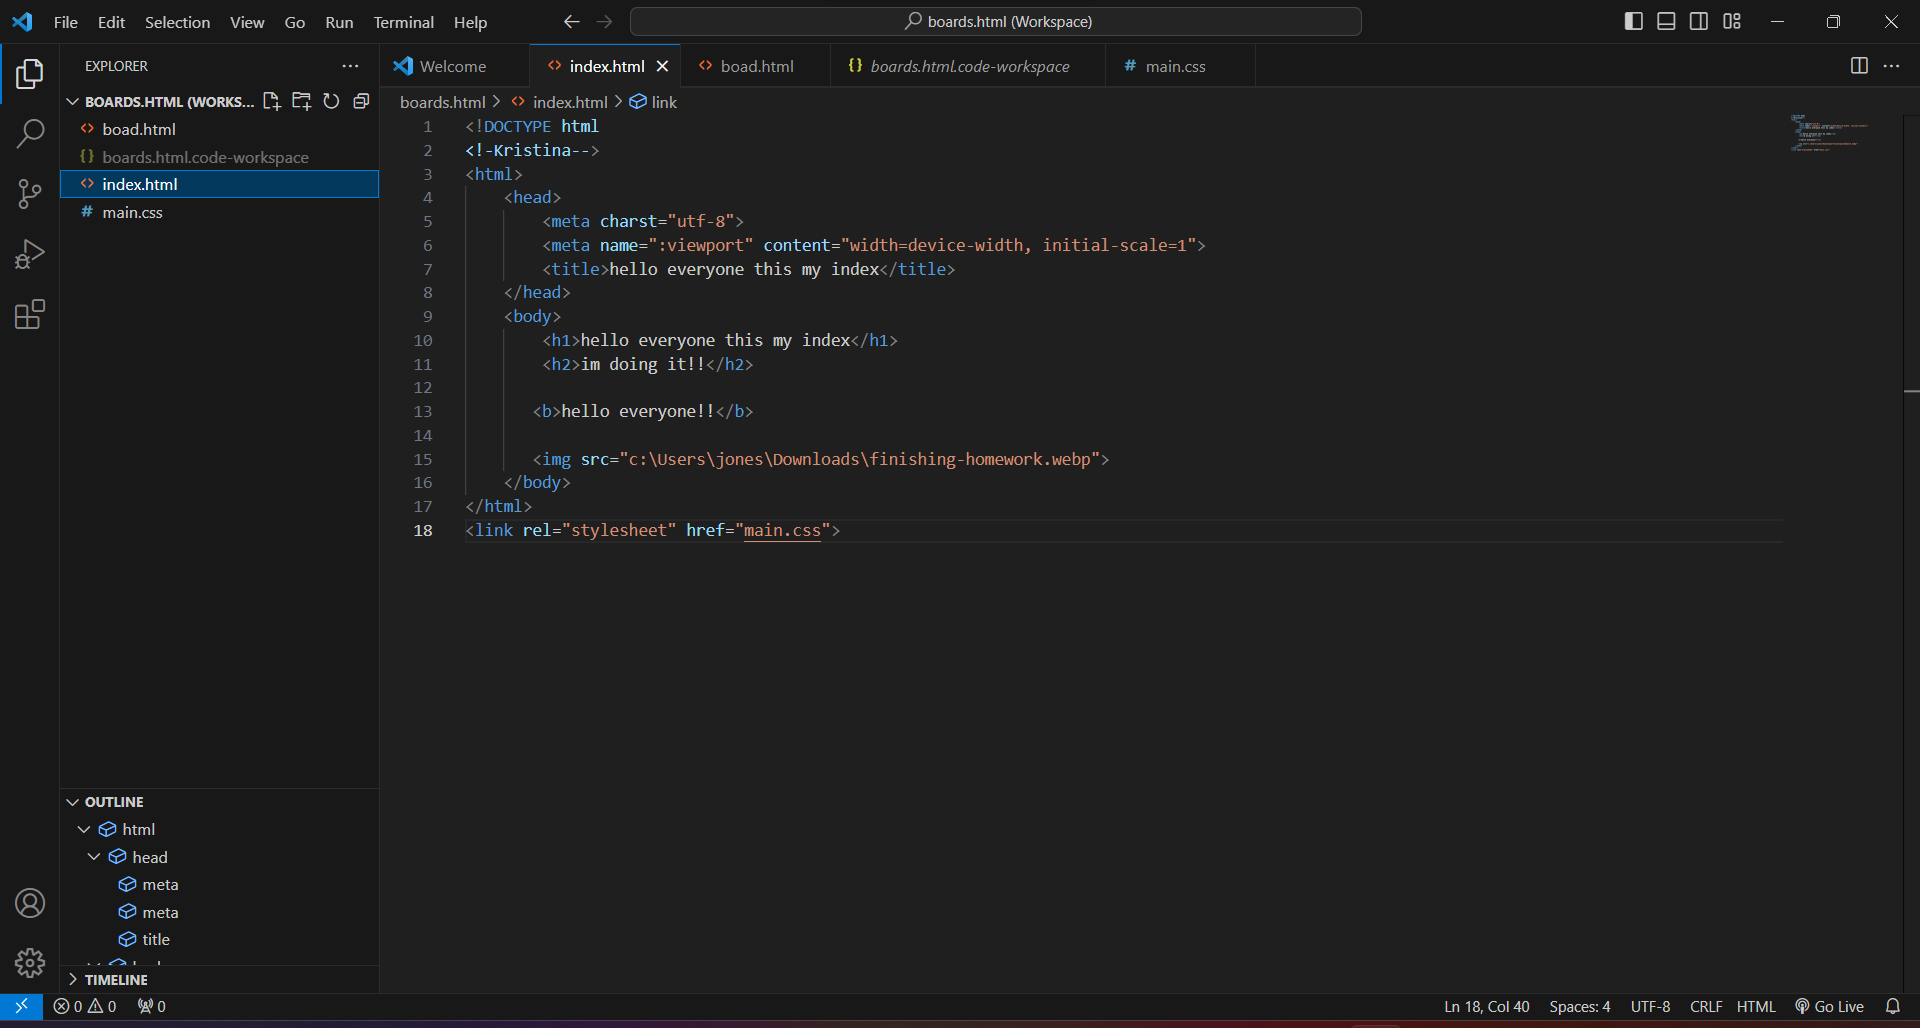 File Edit Selection View Go Run Terminal Help
boards.html (Workspace)
EXPLORER
BOARDS.HTML (WORKS...
boad.html
boards.html.code-workspace
index.html
main.css
Welcome
index.html
boad.html
boards.html.code-workspace
main.css
boards.html > index.html > link
1 <!DOCTYPE html
2 <!-Kristina-->
3 <html>
4 <head>
5 <meta charst="utf-8">
6 <meta name=":viewport" content="width=device-width, initial-scale=1">
7 <title>hello everyone this my index</title>
8 </head>
9 <body>
10 <h1>hello everyone this my index</h1>
11 <h2>im doing it!!</h2>
12
13 <b>hello everyone!!</b>
14
15 <img src="c:\Users\jones\Downloads\finishing-homework.webp">
16 </body>
17 </html>
18 <link rel="stylesheet" href="main.css">
OUTLINE
html
head
meta
meta
title
TIMELINE
0 0 0
Ln 18, Col 40 Spaces: 4 UTF-8 CRLF HTML Go Live